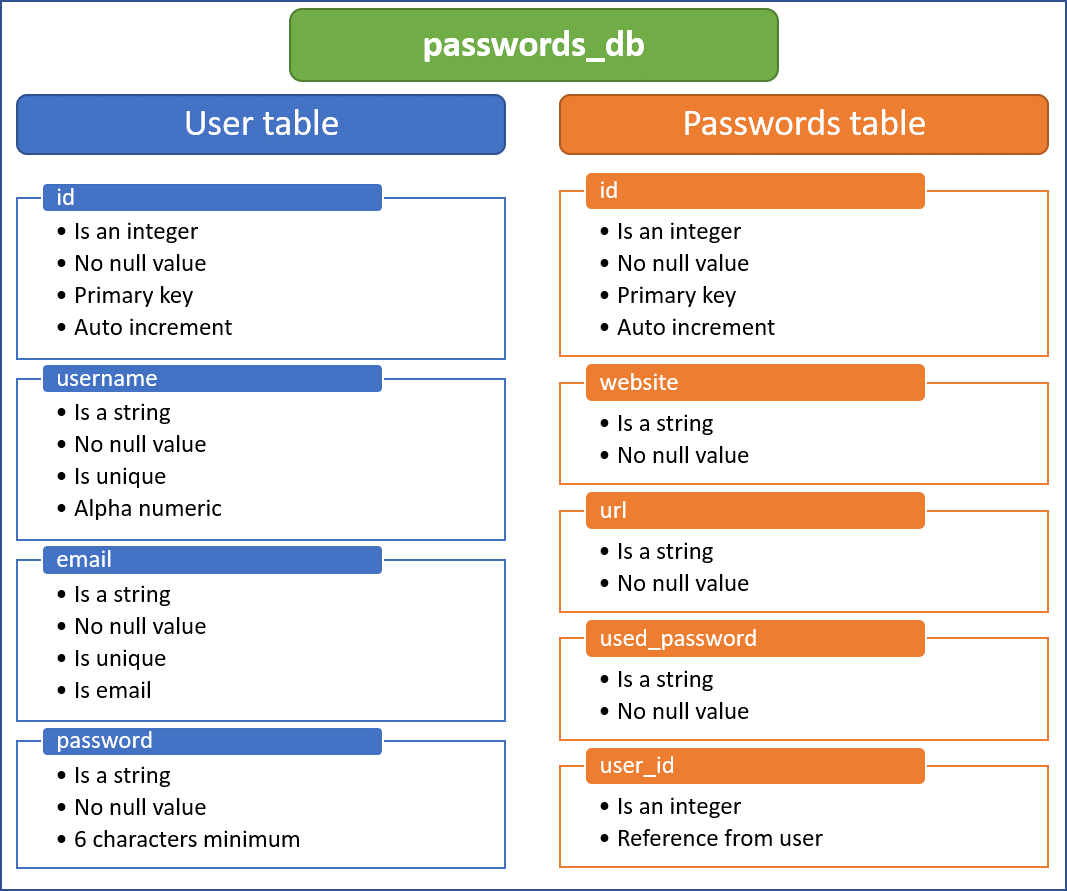 passwords_db
User table
id
• Is an integer
• No null value
• Primary key
• Auto increment
username
• Is a string
• No null value
• Is unique
• Alpha numeric
email
• Is a string
• No null value
• Is unique
• Is email
password
• Is a string
• No null value
• 6 characters minimum
Passwords table
id
• Is an integer
• No null value
• Primary key
• Auto increment
website
• Is a string
• No null value
url
• Is a string
• No null value
used_password
• Is a string
• No null value
user_id
• Is an integer
• Reference from user